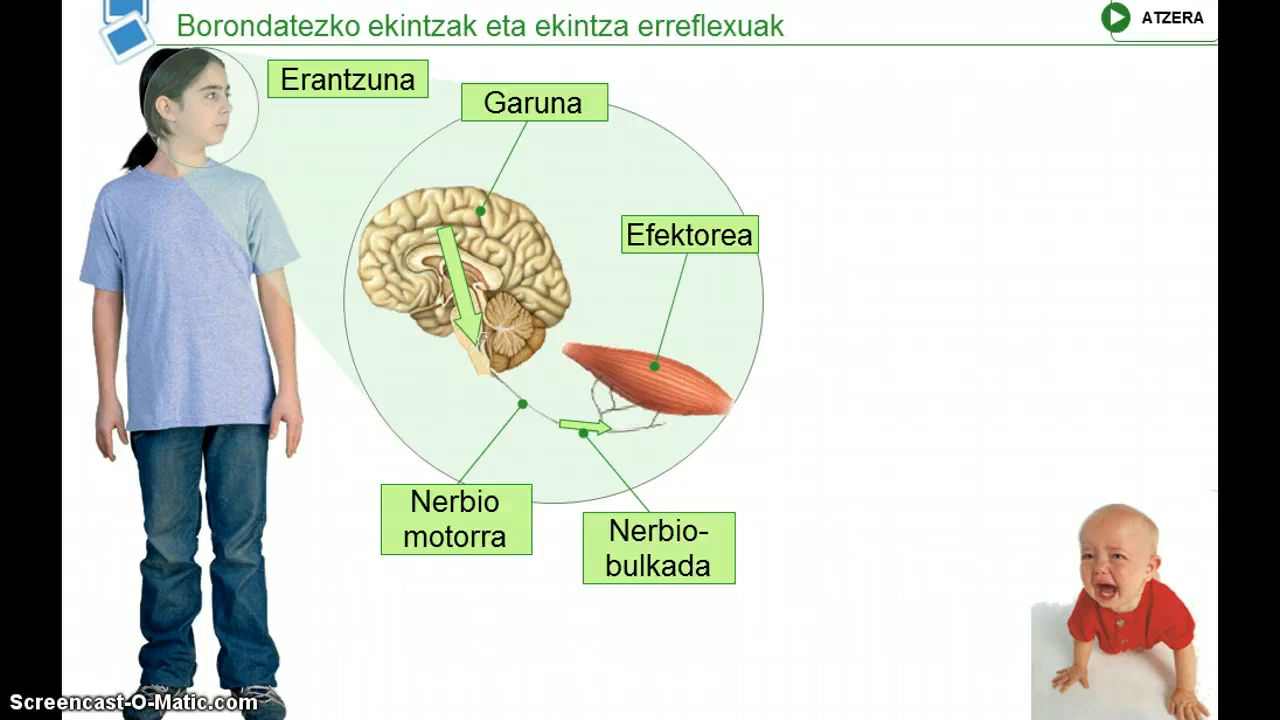 Borondatezko ekintzak eta ekintza erreflexuak
ATZERA
Erantzuna
Garuna
Efektorea
Nerbio
motorra
Nerbio-
bulkada
Screencast-O-Matic.com